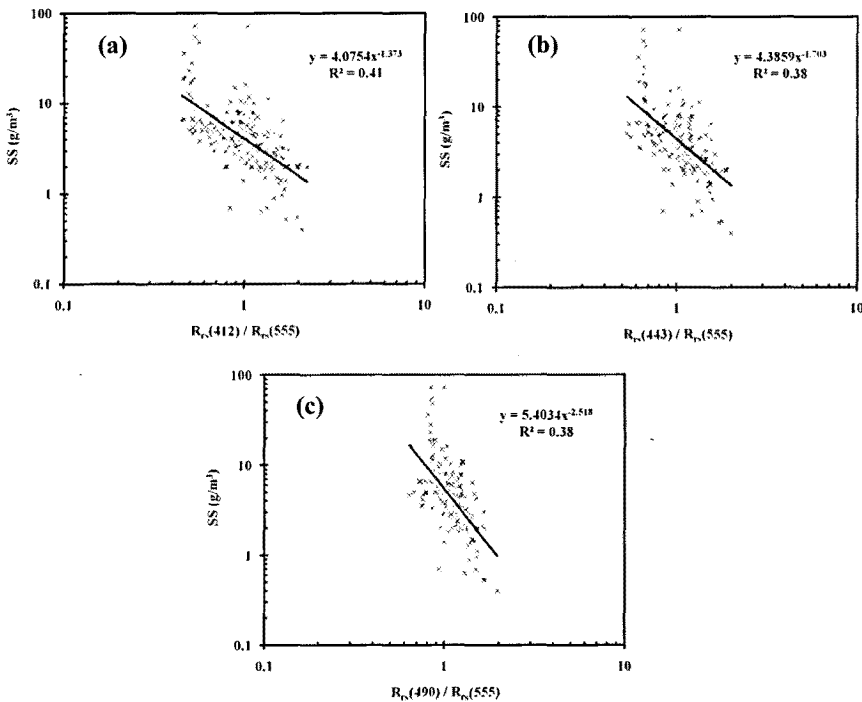 100
(a)
y = 4.0754x^-1.373
R² = 0.41
10
SS (g/m³)
1
0.1
0.1
1
10
Rrs(412) / Rrs(555)
100
(b)
y = 4.3859x^-1.703
R² = 0.38
10
SS (g/m³)
1
0.1
0.1
1
10
Rrs(443) / Rrs(555)
100
(c)
y = 5.4034x^-2.518
R² = 0.38
10
SS (g/m³)
1
0.1
0.1
1
10
Rrs(490) / Rrs(555)